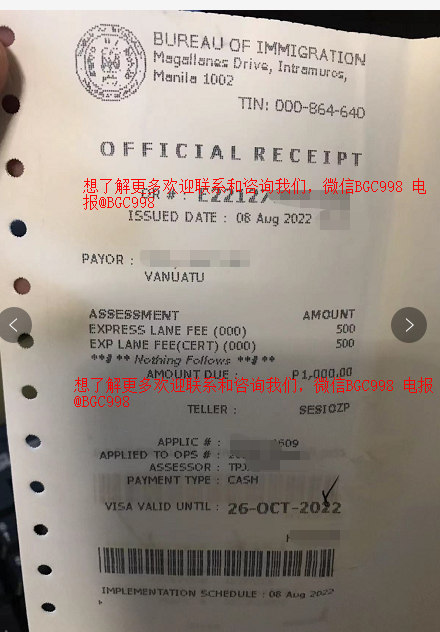 BUREAU OF IMMIGRATION
Magallanes Drive, Intramuros,
Manila 1002
TIN: 000-864-640
OFFICIAL RECEIPT
想了解更多欢迎联系和咨询我们，微信BGC998 电
报@BGC998
# : E22127
ISSUED DATE : 08 Aug 2022
PAYOR :
VANUATU
ASSESSMENT AMOUNT
EXPRESS LANE FEE (000) 500
EXP LANE FEE(CERT) (000) 500
Nothing Follows
AMOUNT DUE : P1,000.00
想了解更多欢迎联系和咨询我们，微信BGC998 电报
@BGC998
TELLER : SESIOZP
APPLIC # : 609
APPLIED TO OPS # :
ASSESSOR :
PAYMENT TYPE : CASH
VISA VALID UNTIL : 26-OCT-2022
IMPLEMENTATION SCHEDULE : 08 Aug 2022